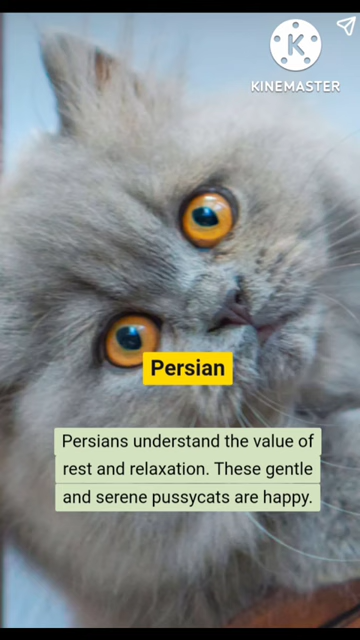 K
KINEMASTER
Persian
Persians understand the value of
rest and relaxation. These gentle
and serene pussycats are happy.